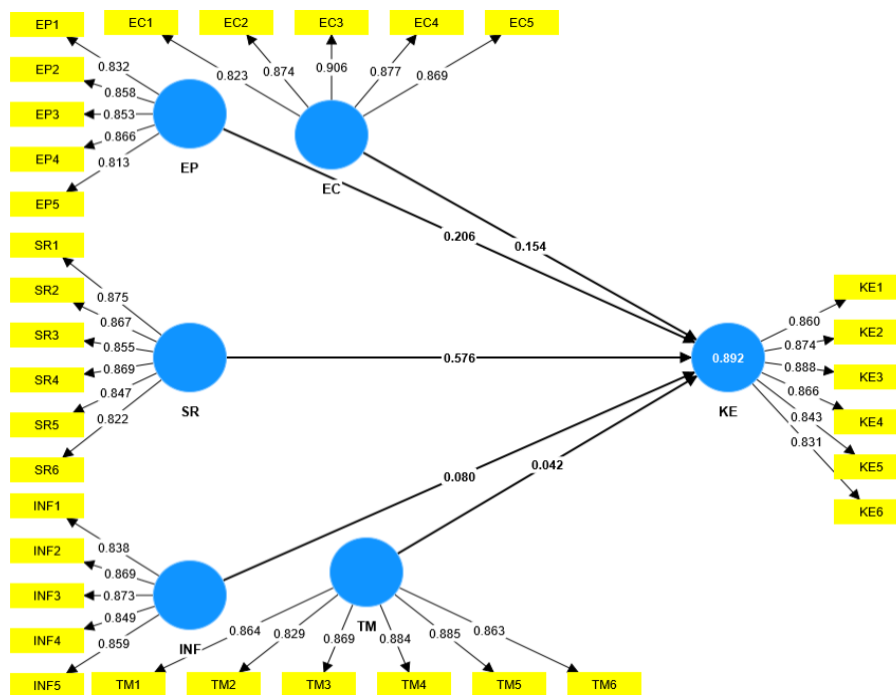 EP1
EC1
EC2
EC3
EC4
EC5
EP2
EP3
EP4
EP5
0.832
0.858
0.853
0.866
0.813
0.823
0.874
0.906
0.877
0.869
EP
EC
0.206
0.154
SR1
SR2
SR3
SR4
SR5
SR6
0.875
0.867
0.855
0.869
0.847
0.822
SR
0.576
0.892
KE
0.860
0.874
0.888
0.866
0.843
0.831
KE1
KE2
KE3
KE4
KE5
KE6
INF1
INF2
INF3
INF4
INF5
0.838
0.869
0.873
0.849
0.859
INF
0.080
0.042
TM
0.864
0.829
0.869
0.884
0.885
0.863
TM1
TM2
TM3
TM4
TM5
TM6